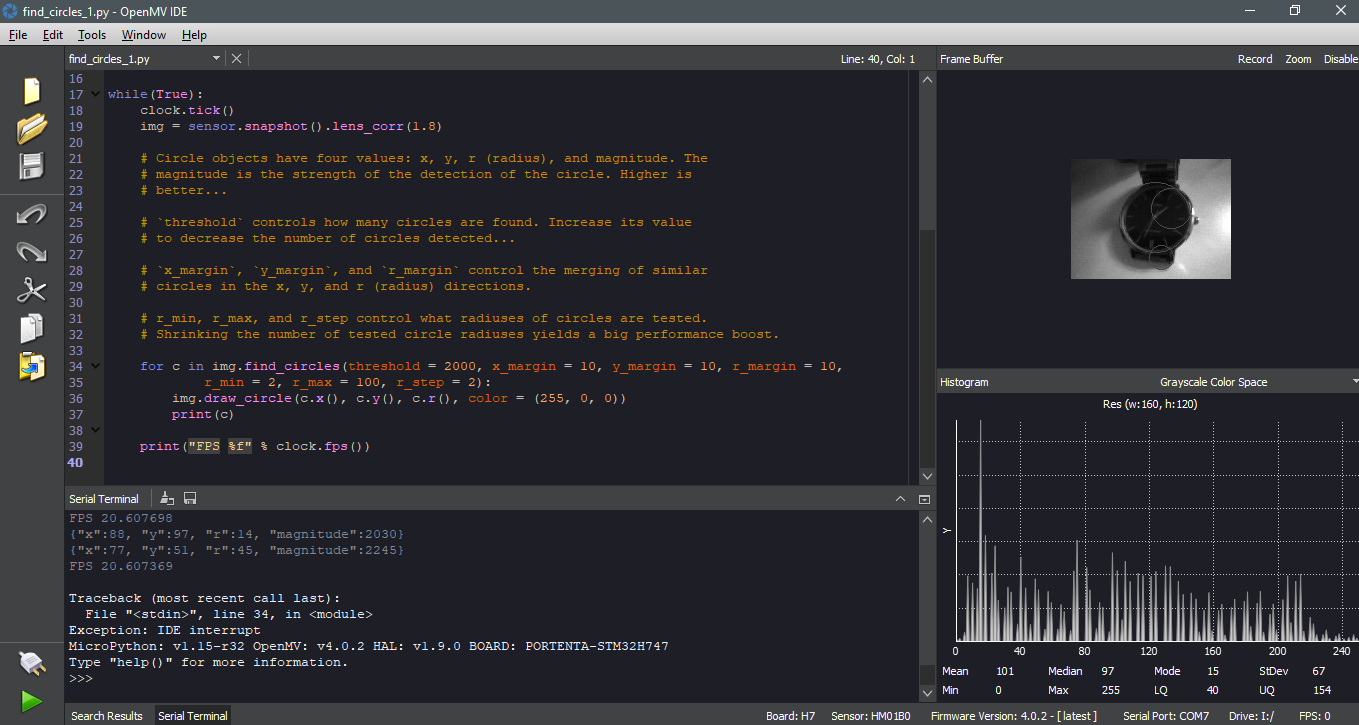 find_circles_1.py - OpenMV IDE
File Edit Tools Window Help
find_circles_1.py
Line: 40, Col: 1
16
17 while(True):
18 clock.tick()
19 img = sensor.snapshot().lens_corr(1.8)
20
21 # Circle objects have four values: x, y, r (radius), and magnitude. The
22 # magnitude is the strength of the detection of the circle. Higher is
23 # better...
24
25 # `threshold` controls how many circles are found. Increase its value
26 # to decrease the number of circles detected...
27
28 # `x_margin`, `y_margin`, and `r_margin` control the merging of similar
29 # circles in the x, y, and r (radius) directions.
30
31 # r_min, r_max, and r_step control what radiuses of circles are tested.
32 # Shrinking the number of tested circle radiuses yields a big performance boost.
33
34 for c in img.find_circles(threshold = 2000, x_margin = 10, y_margin = 10, r_margin = 10,
35 r_min = 2, r_max = 100, r_step = 2):
36 img.draw_circle(c.x(), c.y(), c.r(), color = (255, 0, 0))
37 print(c)
38
39 print("FPS %f" % clock.fps())
40
Serial Terminal
FPS 20.607698
{"x":88, "y":97, "r":14, "magnitude":2030}
{"x":77, "y":51, "r":45, "magnitude":2245}
FPS 20.607369
Traceback (most recent call last):
File "<stdin>", line 34, in <module>
Exception: IDE interrupt
MicroPython: v1.15-r32 OpenMV: v4.0.2 HAL: v1.9.0 BOARD: PORTENTA-STM32H747
Type "help()" for more information.
>>>
Frame Buffer Record Zoom Disable
Histogram Grayscale Color Space
Res (w:160, h:120)
Y
0 40 80 120 160 200 240
Mean 101 Median 97 Mode 15 StDev 67
Min 0 Max 255 LQ 40 UQ 154
Search Results Serial Terminal Board: H7 Sensor: HM01B0 Firmware Version: 4.0.2 - [ latest ] Serial Port: COM7 Drive: I:/ FPS: 0